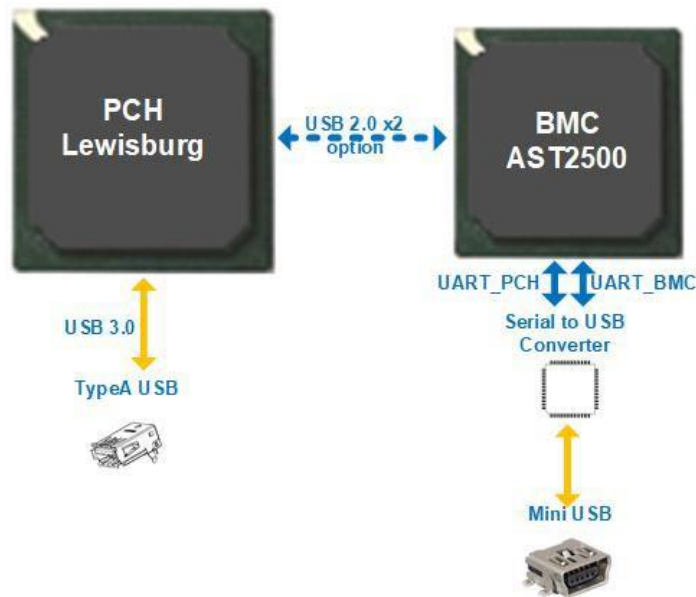 PCH
Lewisburg
USB 2.0 x2
option
BMC
AST2500
USB 3.0
TypeA USB
UART_PCH
UART_BMC
Serial to USB
Converter
Mini USB